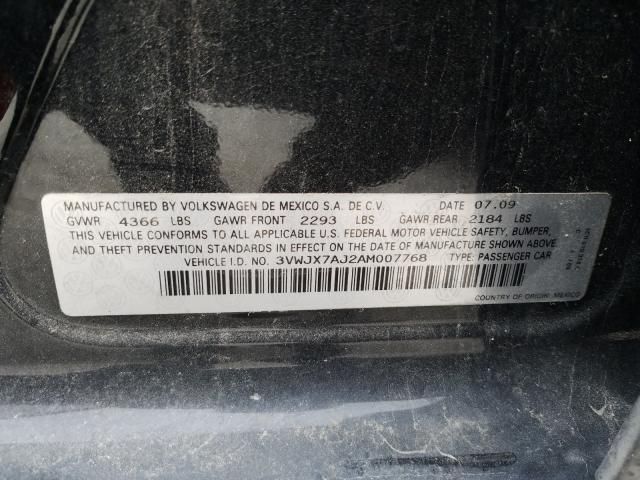 MANUFACTURED BY VOLKSWAGEN DE MEXICO S.A. DE C.V. DATE 07.09
GVWR 4366 LBS GAWR FRONT 2293 LBS GAWR REAR 2184 LBS
THIS VEHICLE CONFORMS TO ALL APPLICABLE U.S. FEDERAL MOTOR VEHICLE SAFETY, BUMPER,
AND THEFT PREVENTION STANDARDS IN EFFECT ON THE DATE OF MANUFACTURE SHOWN ABOVE.
VEHICLE I.D. NO. 3VWJX7AJ2AM007768 TYPE: PASSENGER CAR
COUNTRY OF ORIGIN: MEXICO